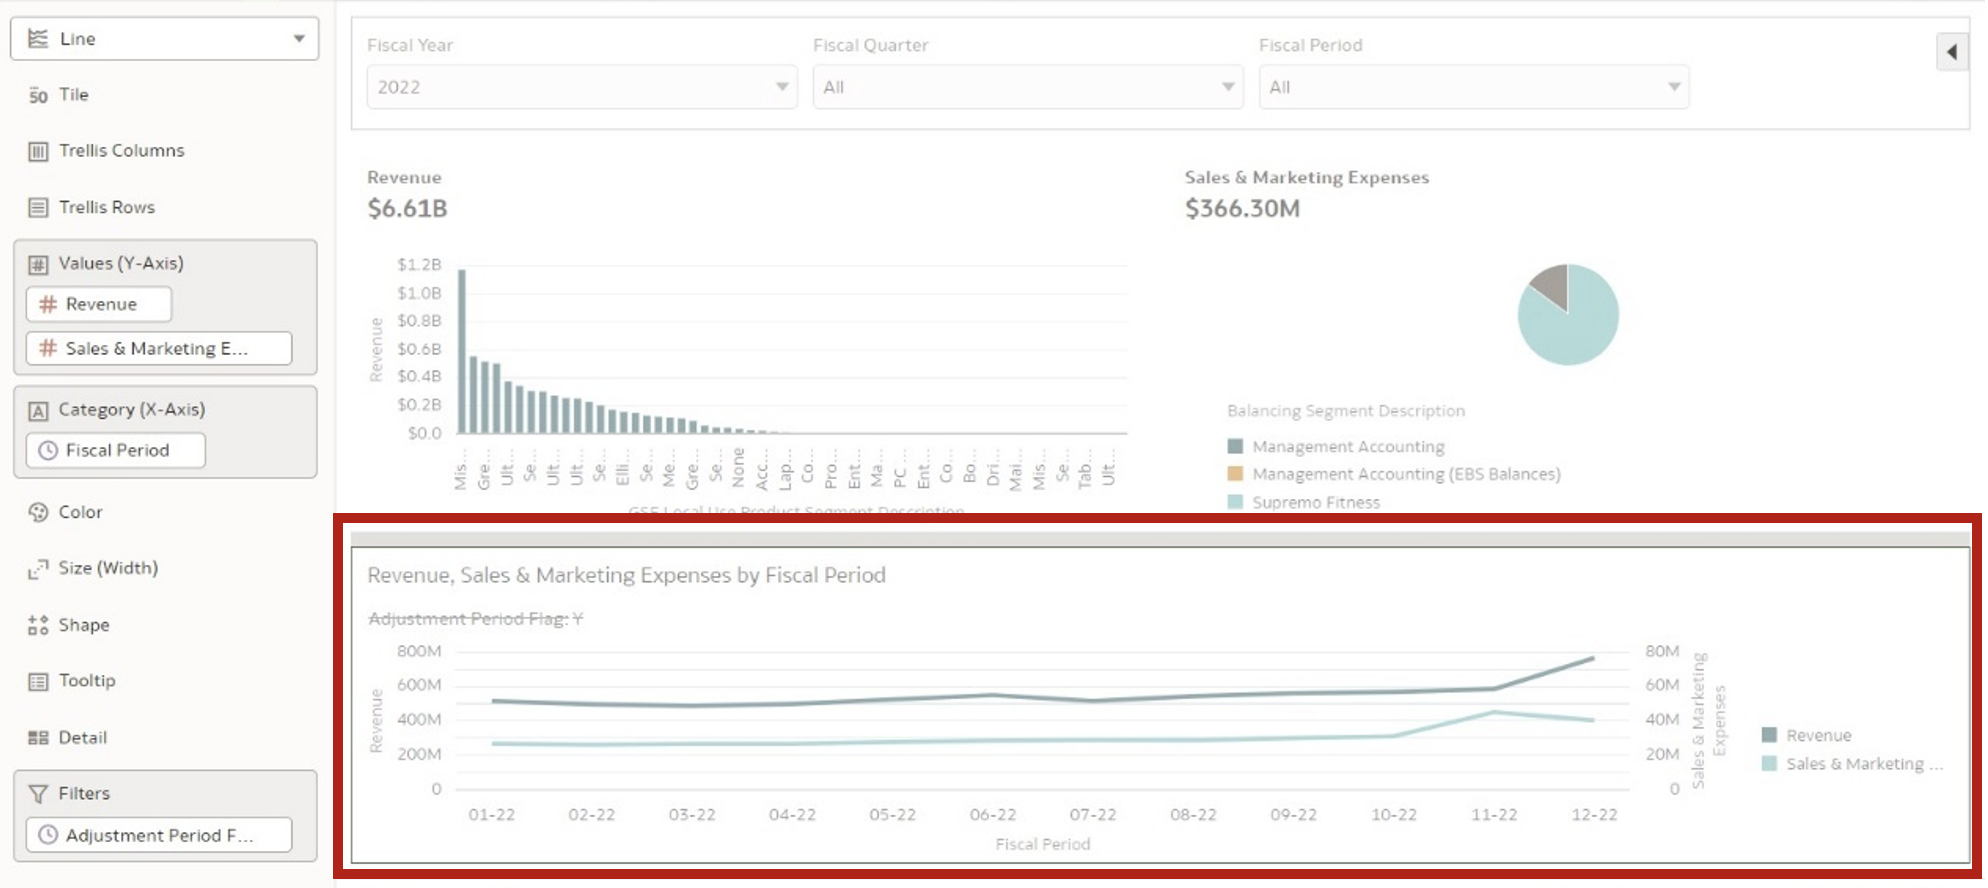 Line
50 Tile
Trellis Columns
Trellis Rows
# Values (Y-Axis)
# Revenue
# Sales & Marketing E...
A Category (X-Axis)
Fiscal Period
Color
Size (Width)
Shape
Tooltip
Detail
Filters
Adjustment Period F...
Fiscal Year
2022
Fiscal Quarter
All
Fiscal Period
All
Revenue
$6.61B
Revenue
$1.2B
$1.0B
$0.8B
$0.6B
$0.4B
$0.2B
$0.0
Mis...
Gre...
Ult...
Se...
Ult...
Ult...
Se...
Elli...
Se...
Me...
Gre...
Se...
None
Acc...
Lap...
Co...
Pro...
Ent...
Ma...
PC ...
Ent...
Co...
Bo...
Dri...
Mai...
Mis...
Se...
Tab...
Ult...
GSE Local Use Product Segment Description
Sales & Marketing Expenses
$366.30M
Balancing Segment Description
Management Accounting
Management Accounting (EBS Balances)
Supremo Fitness
Revenue, Sales & Marketing Expenses by Fiscal Period
Adjustment Period Flag: Y
Revenue
800M
600M
400M
200M
0
01-22 02-22 03-22 04-22 05-22 06-22 07-22 08-22 09-22 10-22 11-22 12-22
Fiscal Period
80M
60M
40M
20M
0
Sales & Marketing
Expenses
Revenue
Sales & Marketing ...